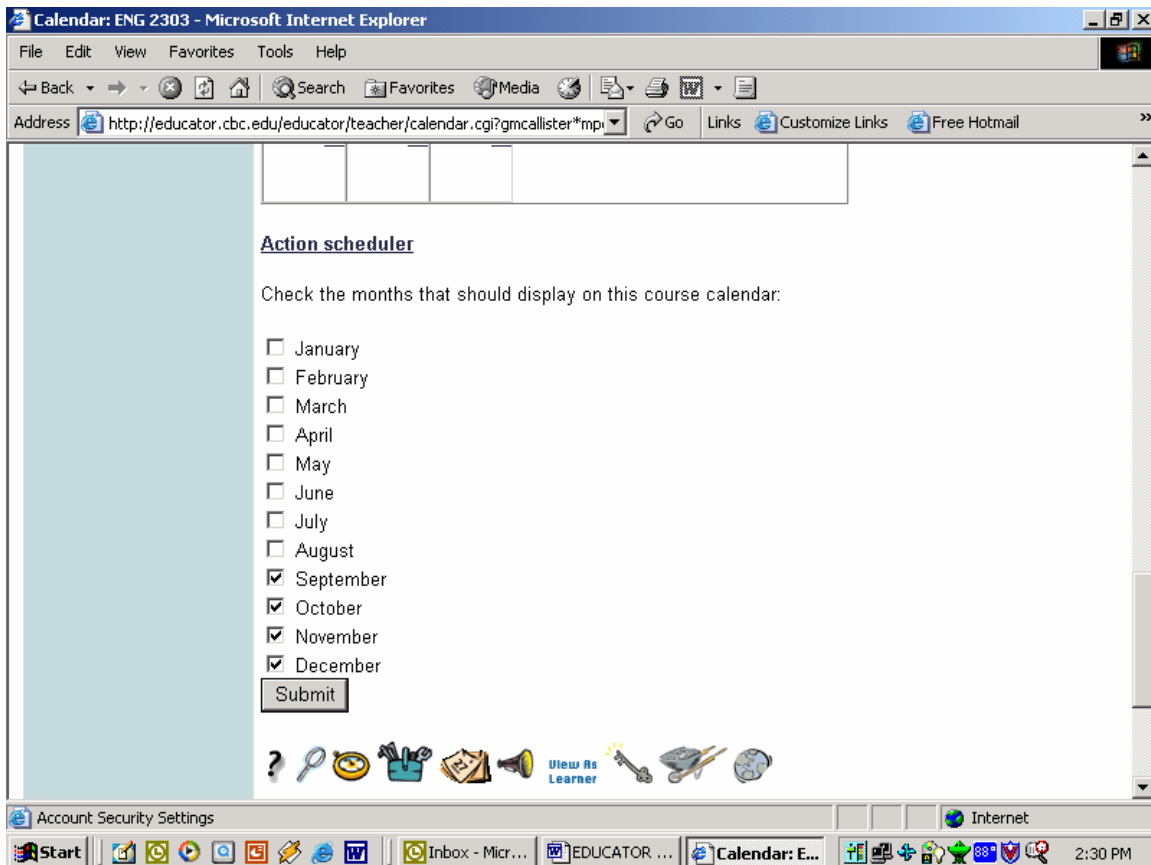 Calendar: ENG 2303 - Microsoft Internet Explorer
File Edit View Favorites Tools Help
Back Search Favorites Media
Address http://educator.cbc.edu/educator/teacher/calendar.cgi?gmcallister*mp Go Links Customize Links Free Hotmail »
Action scheduler
Check the months that should display on this course calendar:
January
February
March
April
May
June
July
August
September
October
November
December
Submit
? 27 View As
Learner
Account Security Settings Internet
Start Inbox - Micr... EDUCATOR ... Calendar: E... 88° 2:30 PM